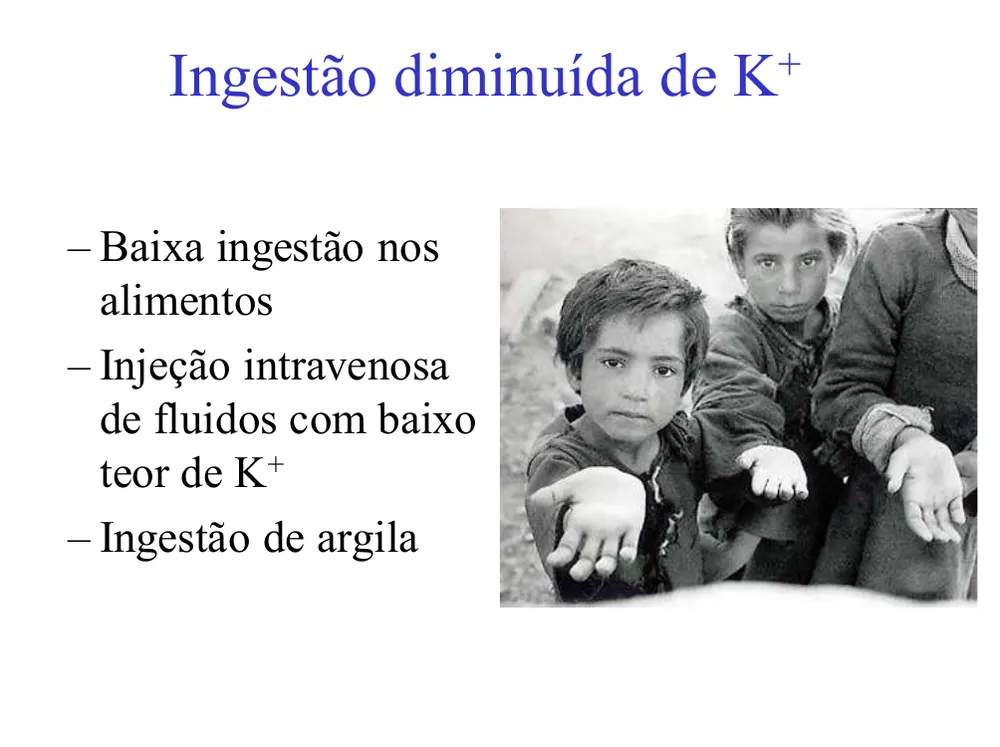 Ingestão diminuída de K⁺
– Baixa ingestão nos
alimentos
– Injeção intravenosa
de fluidos com baixo
teor de K⁺
– Ingestão de argila